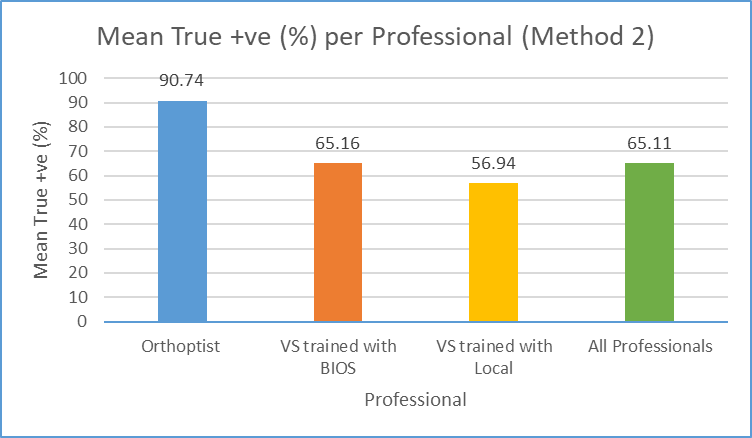 Mean True +ve (%) per Professional (Method 2)
Mean True +ve (%)
100
90
80
70
60
50
40
30
20
10
0
90.74
65.16
56.94
65.11
Orthoptist
VS trained with
BIOS
VS trained with
Local
All Professionals
Professional